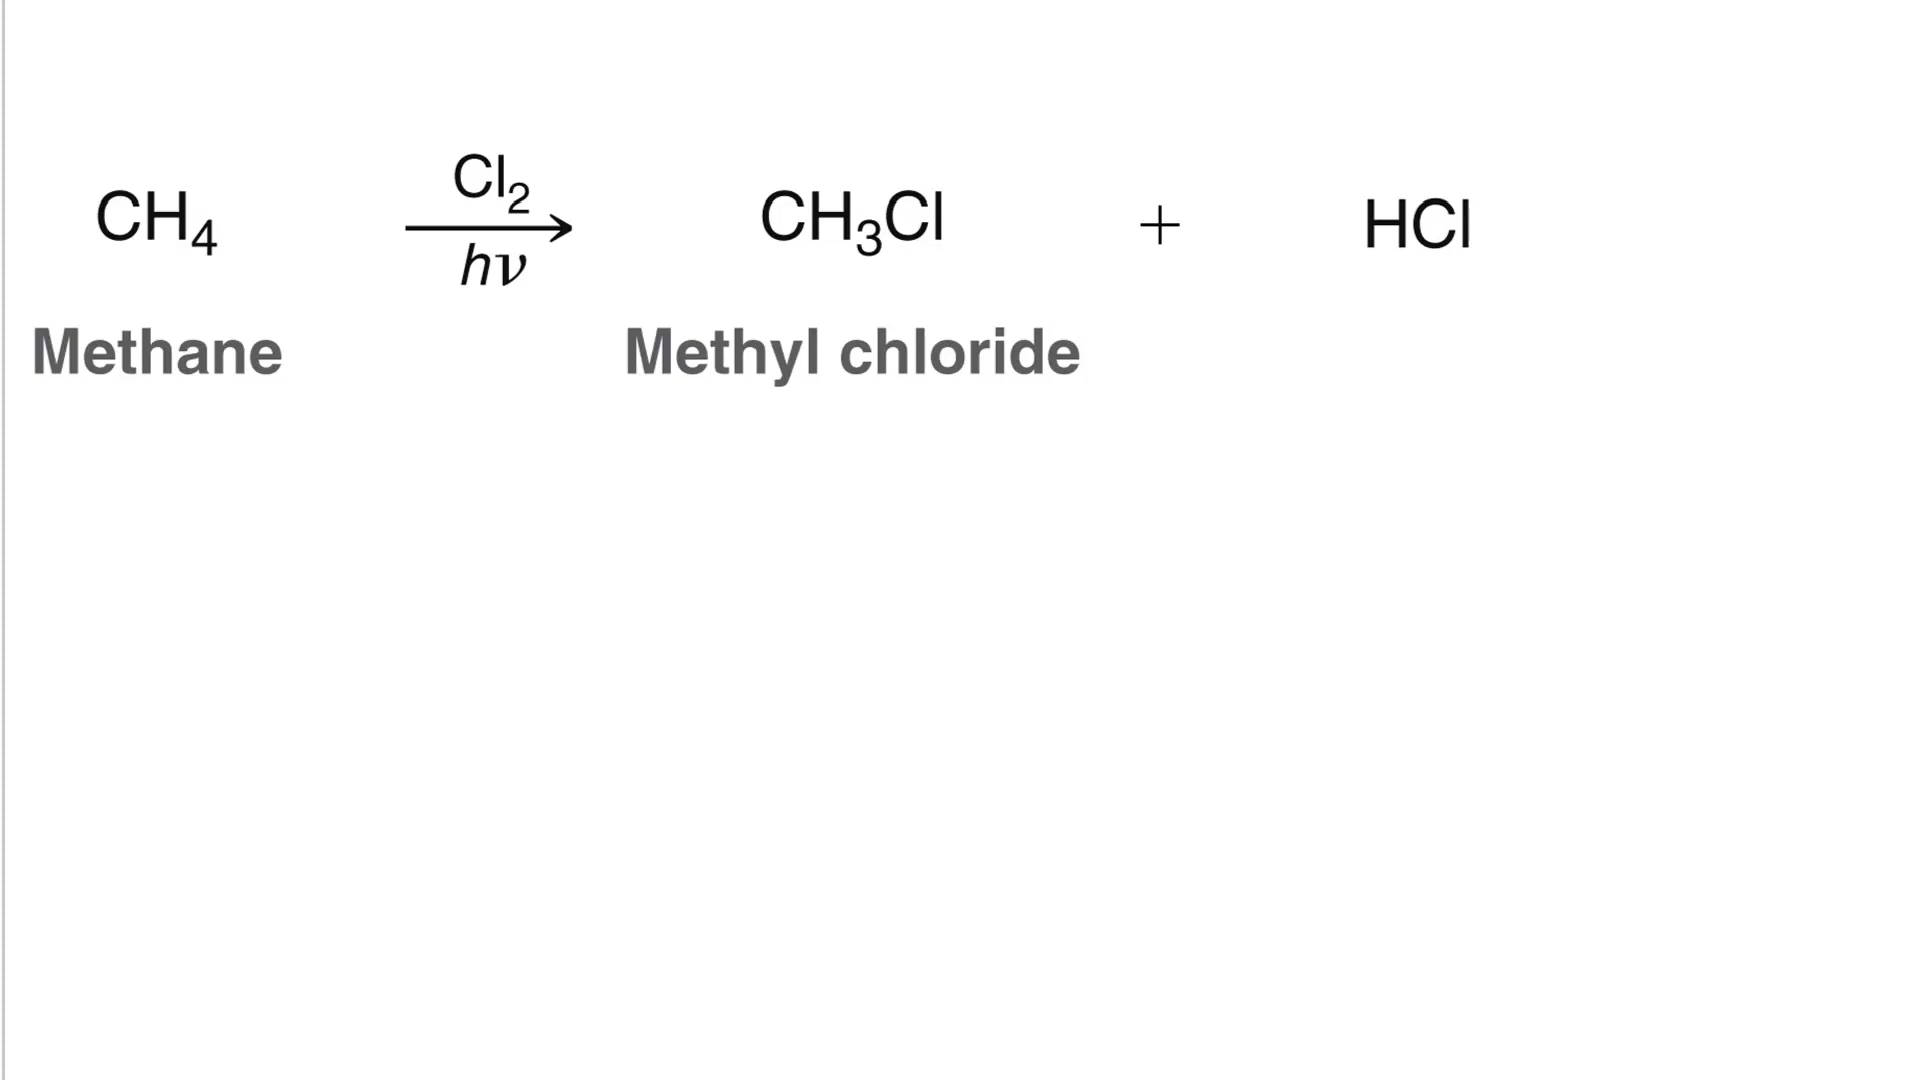 CH₄ Cl₂ hν CH₃Cl + HCl
Methane Methyl chloride